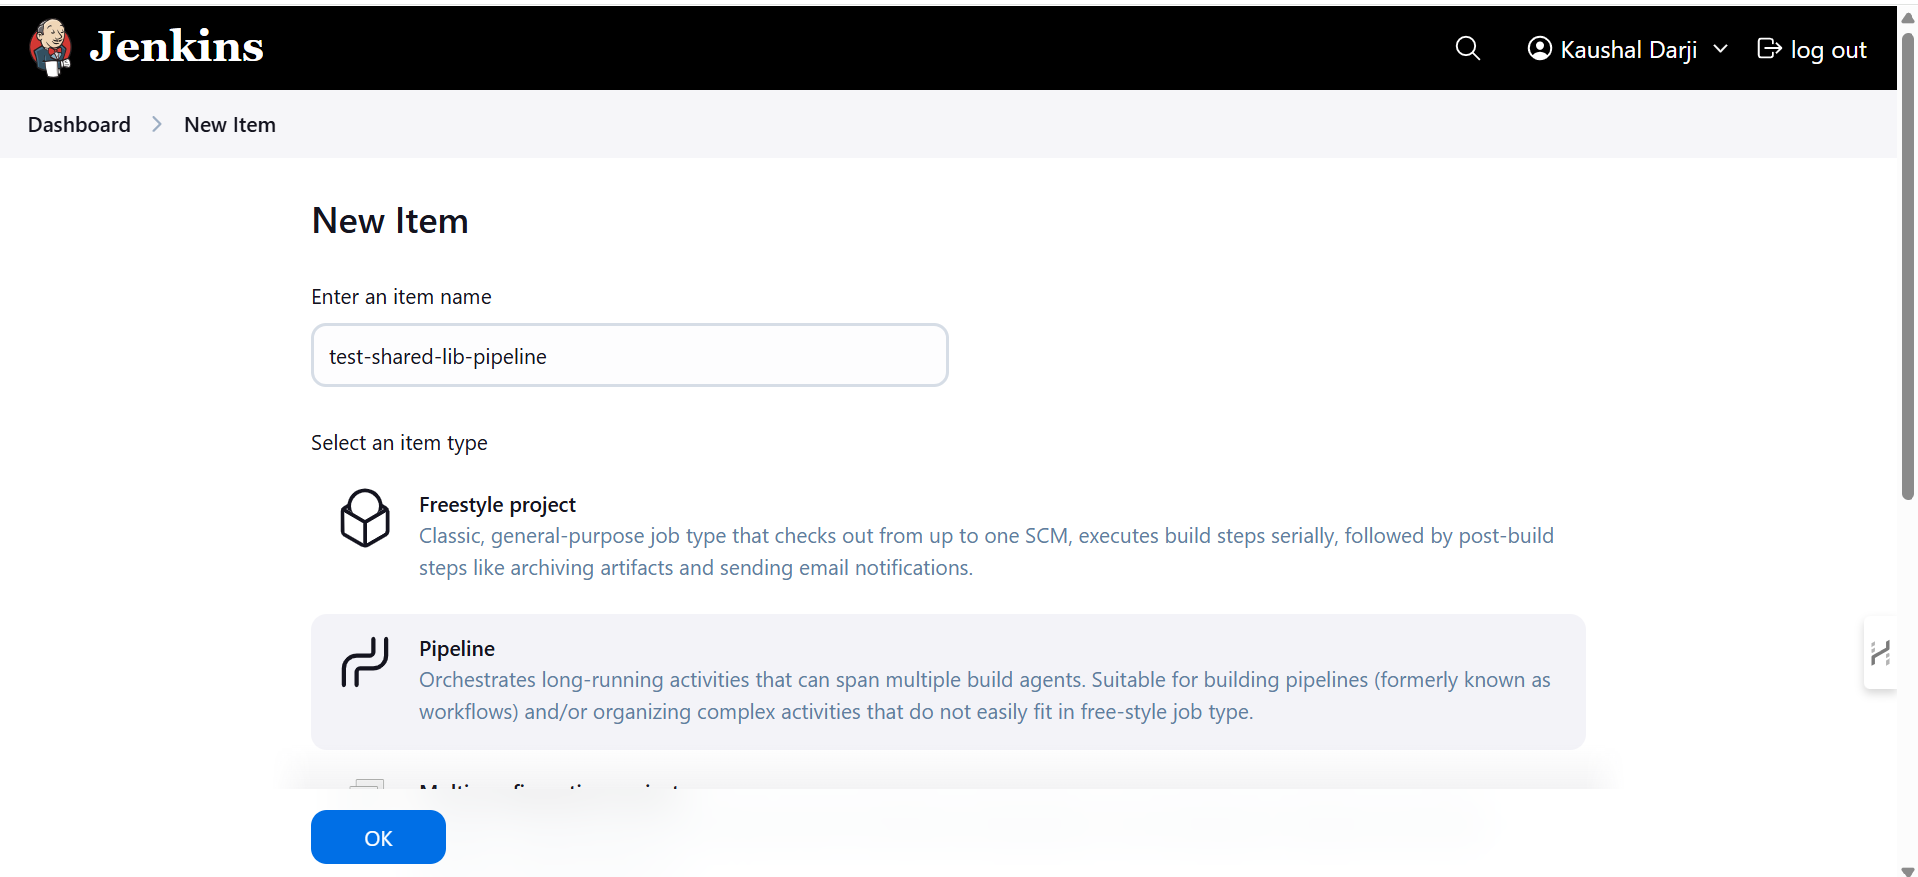 Jenkins
Kaushal Darji
log out
Dashboard
New Item
New Item
Enter an item name
test-shared-lib-pipeline
Select an item type
Freestyle project
Classic, general-purpose job type that checks out from up to one SCM, executes build steps serially, followed by post-build
steps like archiving artifacts and sending email notifications.
Pipeline
Orchestrates long-running activities that can span multiple build agents. Suitable for building pipelines (formerly known as
workflows) and/or organizing complex activities that do not easily fit in free-style job type.
OK